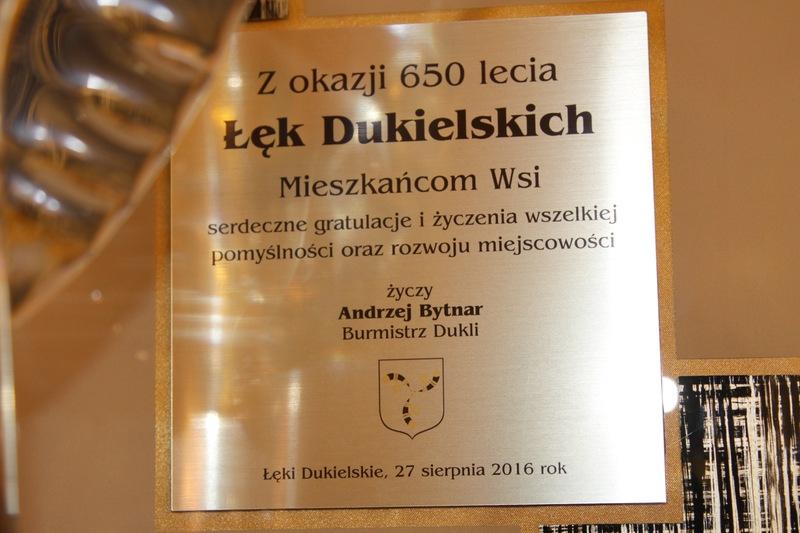 Z okazji 650 lecia
Łęk Dukielskich
Mieszkańcom Wsi
serdeczne gratulacje i życzenia wszelkiej
pomyślności oraz rozwoju miejscowości
życzy
Andrzej Bytnar
Burmistrz Dukli
Łęki Dukielskie, 27 sierpnia 2016 rok